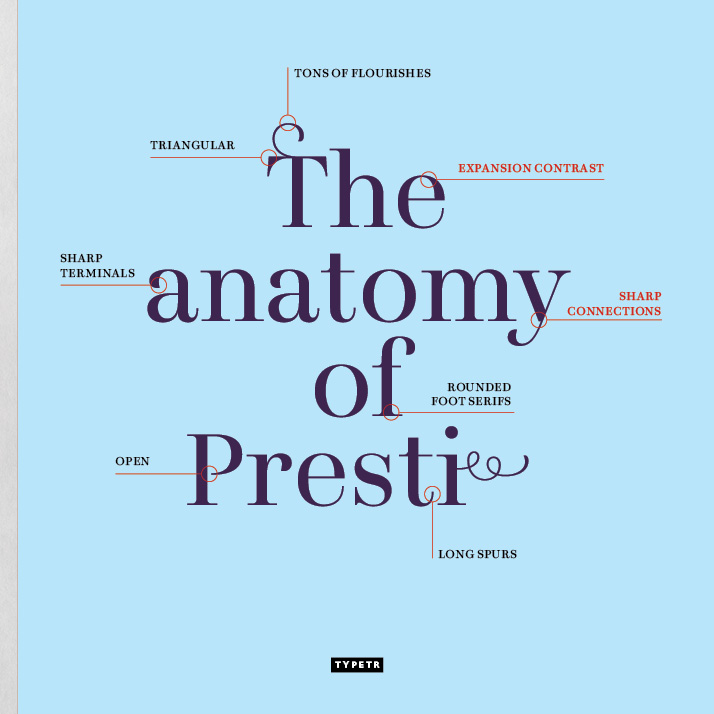 TONS OF FLOURISHES
TRIANGULAR
EXPANSION CONTRAST
The
SHARP
TERMINALS
anatomy
SHARP
CONNECTIONS
of
ROUNDED
FOOT SERIFS
OPEN
Presti
LONG SPURS
TYPETR